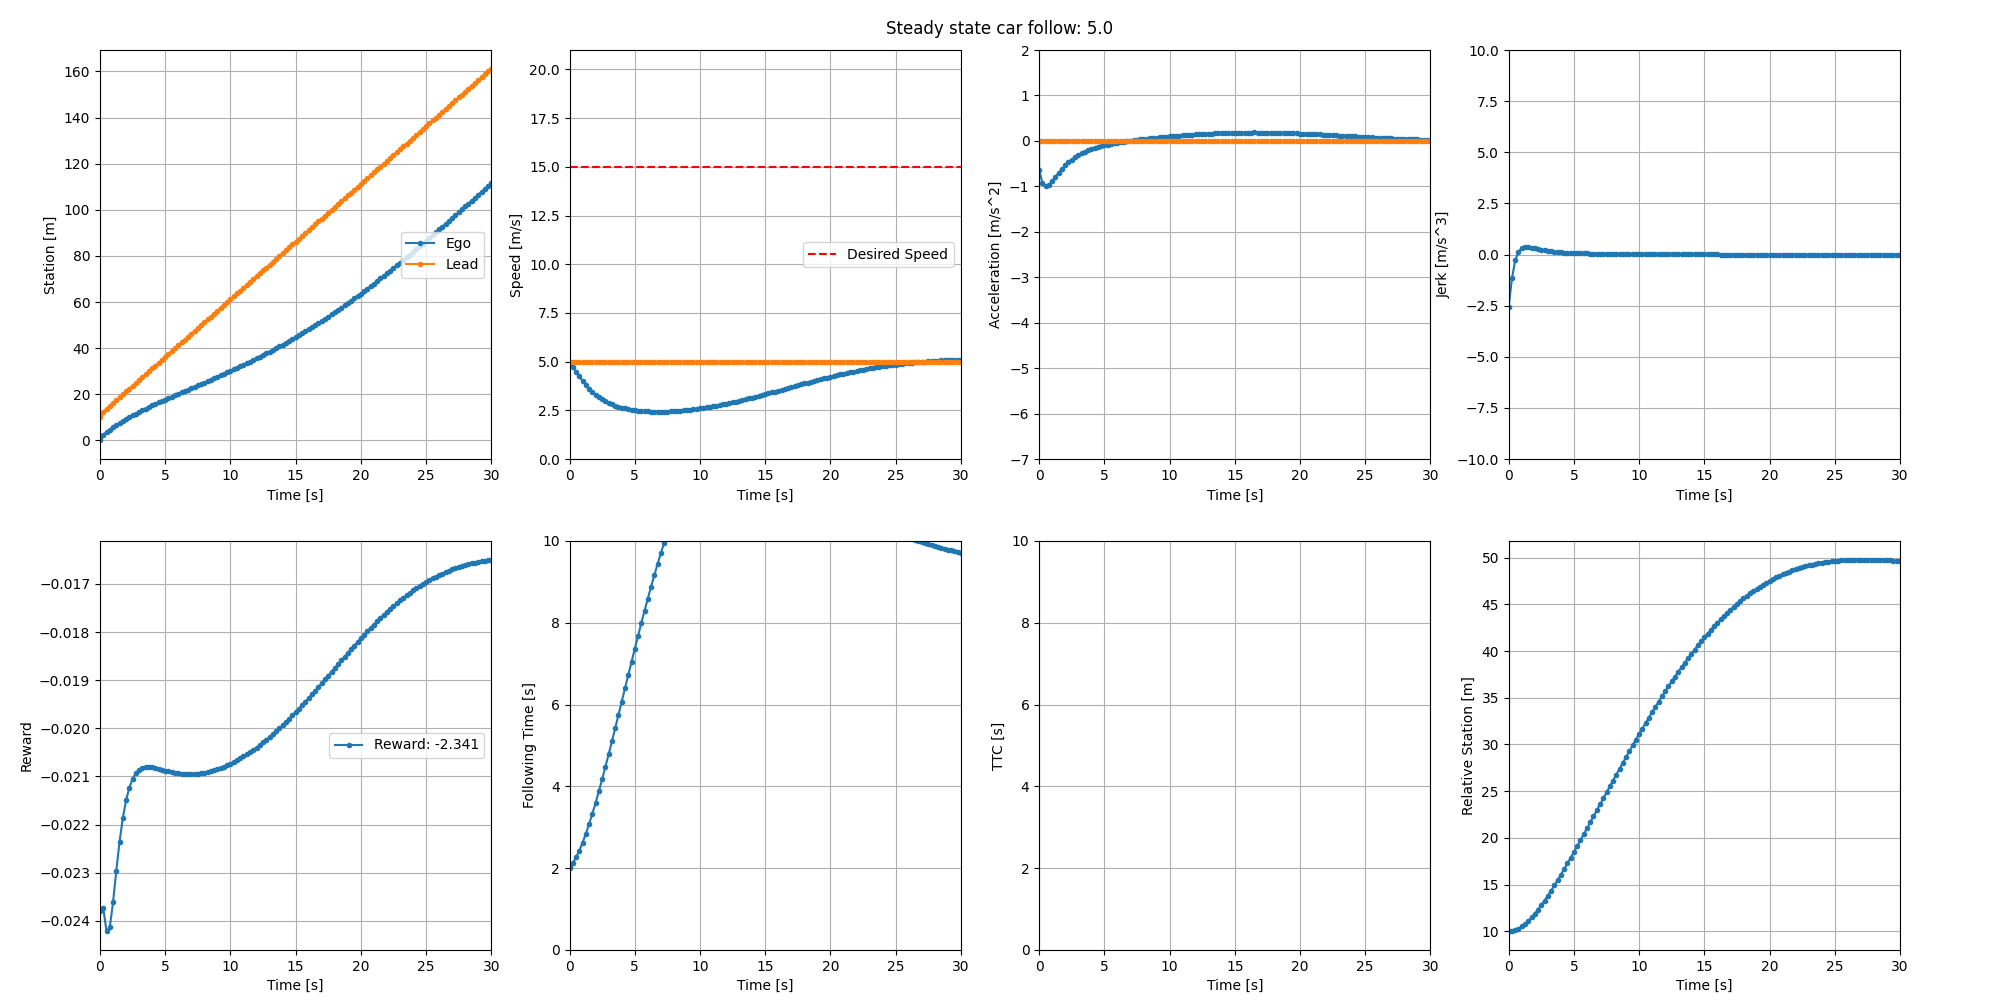 Steady state car follow: 5.0
Station [m]
160
140
120
100
80
60
40
20
0
Ego
Lead
0 5 10 15 20 25 30
Time [s]
Speed [m/s]
20.0
17.5
15.0
12.5
10.0
7.5
5.0
2.5
0.0
Desired Speed
0 5 10 15 20 25 30
Time [s]
Acceleration [m/s^2]
2
1
0
−1
−2
−3
−4
−5
−6
−7
0 5 10 15 20 25 30
Time [s]
Jerk [m/s^3]
10.0
7.5
5.0
2.5
0.0
−2.5
−5.0
−7.5
−10.0
0 5 10 15 20 25 30
Time [s]
Reward
−0.017
−0.018
−0.019
−0.020
−0.021
−0.022
−0.023
−0.024
Reward: -2.341
0 5 10 15 20 25 30
Time [s]
Following Time [s]
10
8
6
4
2
0
0 5 10 15 20 25 30
Time [s]
TTC [s]
10
8
6
4
2
0
0 5 10 15 20 25 30
Time [s]
Relative Station [m]
50
45
40
35
30
25
20
15
10
0 5 10 15 20 25 30
Time [s]